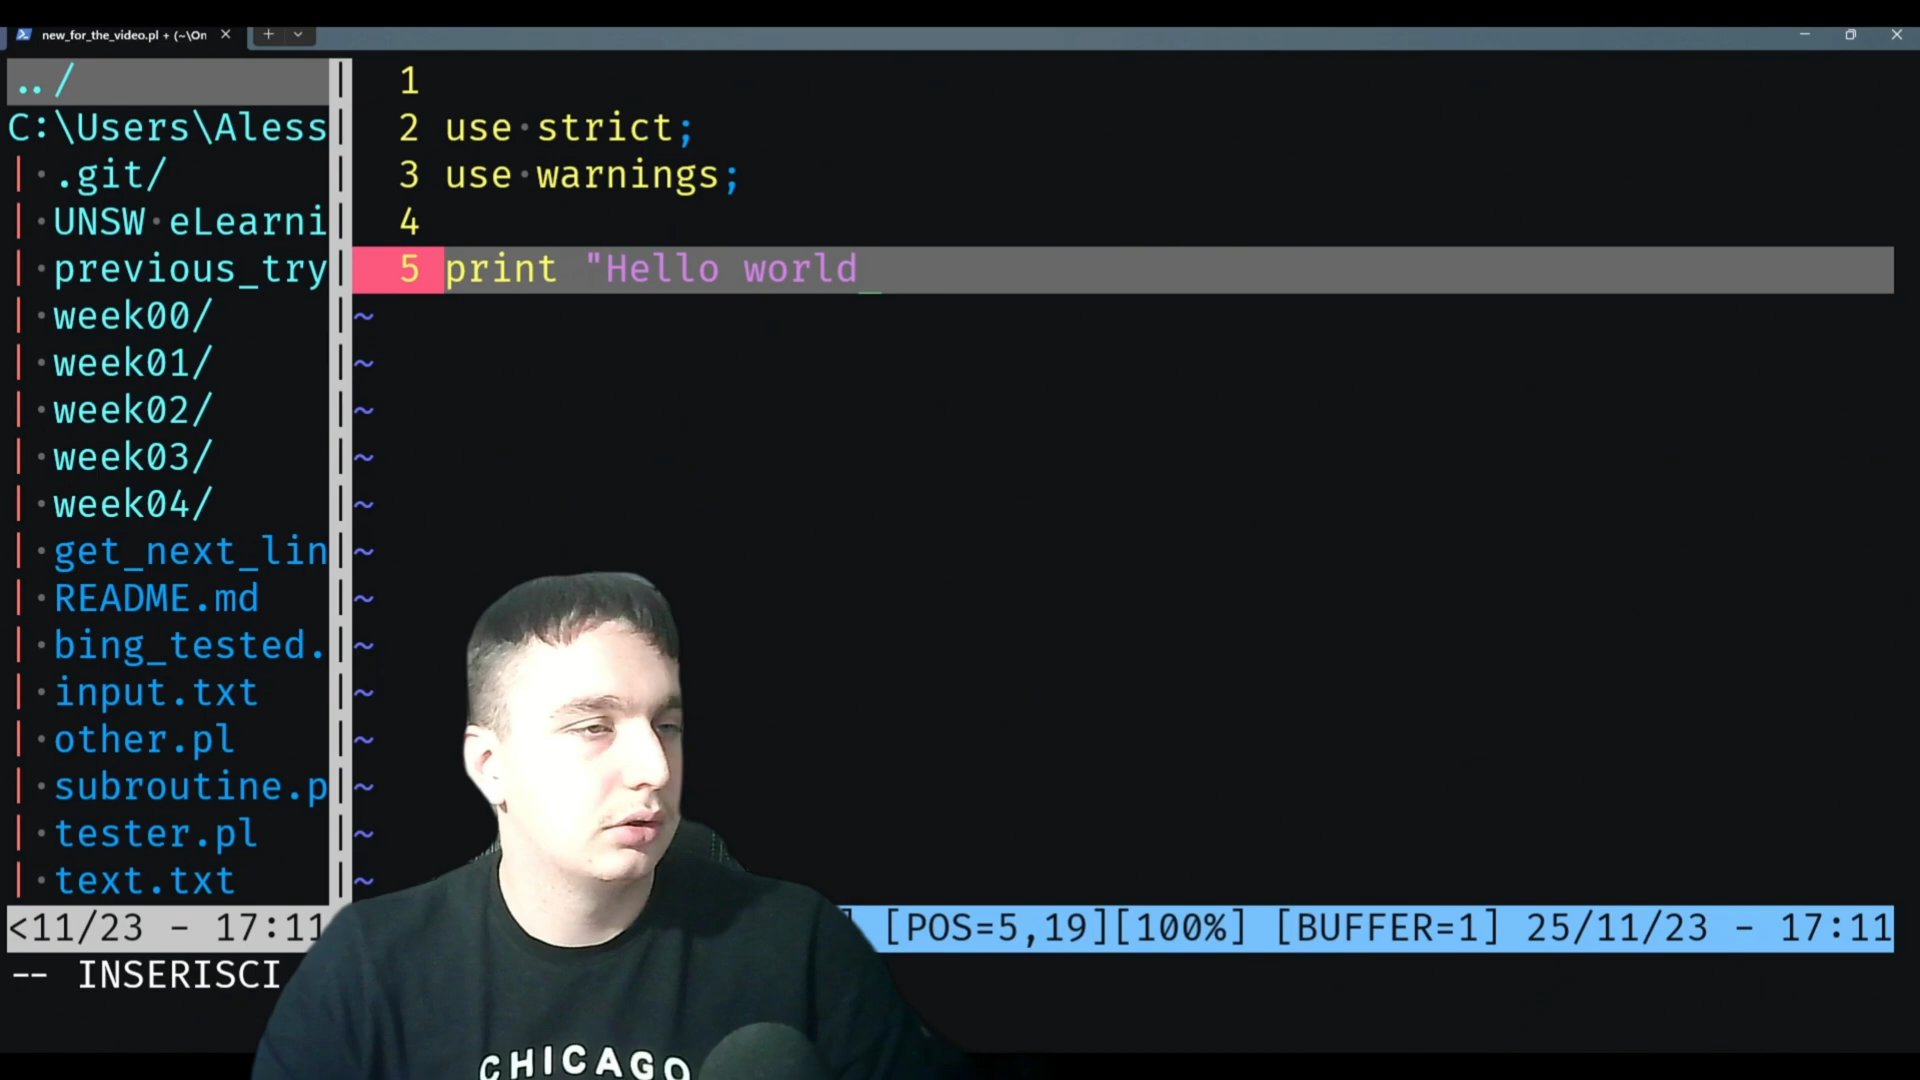 new_for_the_video.pl + (~\On
../
C:\Users\Aless
| · .git/
| · UNSW · eLearni
| · previous_try
| · week00/
| · week01/
| · week02/
| · week03/
| · week04/
| · get_next_lin
| · README.md
| · bing_tested.
| · input.txt
| · other.pl
| · subroutine.p
| · tester.pl
| · text.txt
<11/23 - 17:11
1
2 use·strict;
3 use·warnings;
4
5 print "Hello world
~
~
~
~
~
~
~
~
~
~
~
~
~
] [POS=5,19][100%] [BUFFER=1] 25/11/23 - 17:11
-- INSERISCI
CHICAGO